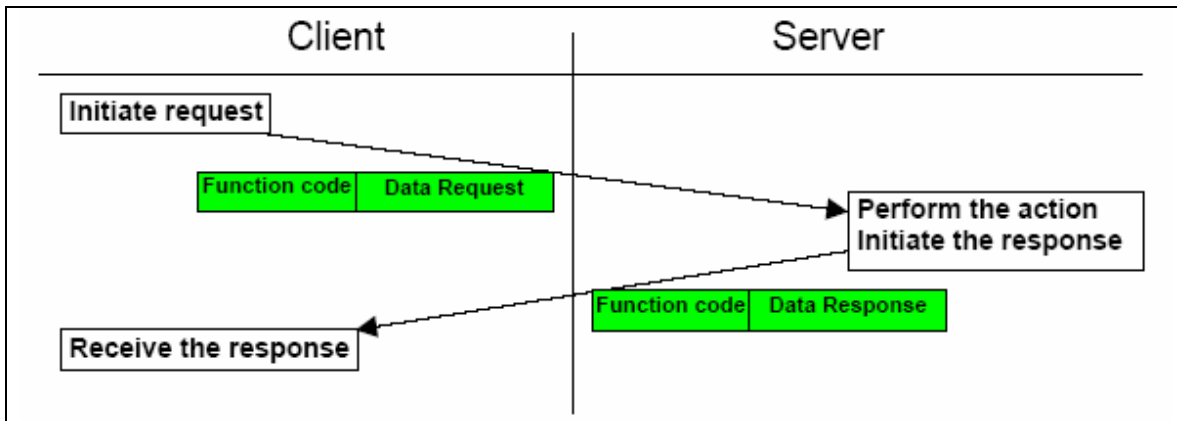 Client
Server
Initiate request
Function code
Data Request
Perform the action
Initiate the response
Function code
Data Response
Receive the response